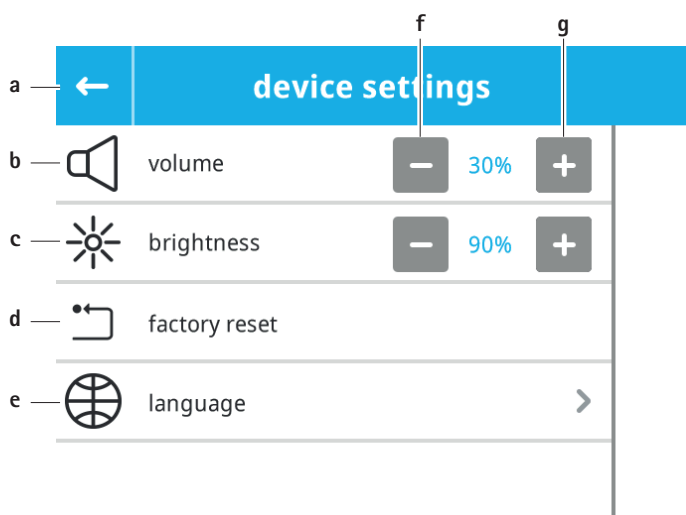 f g
a device settings
b volume 30%
c brightness 90%
d factory reset
e language